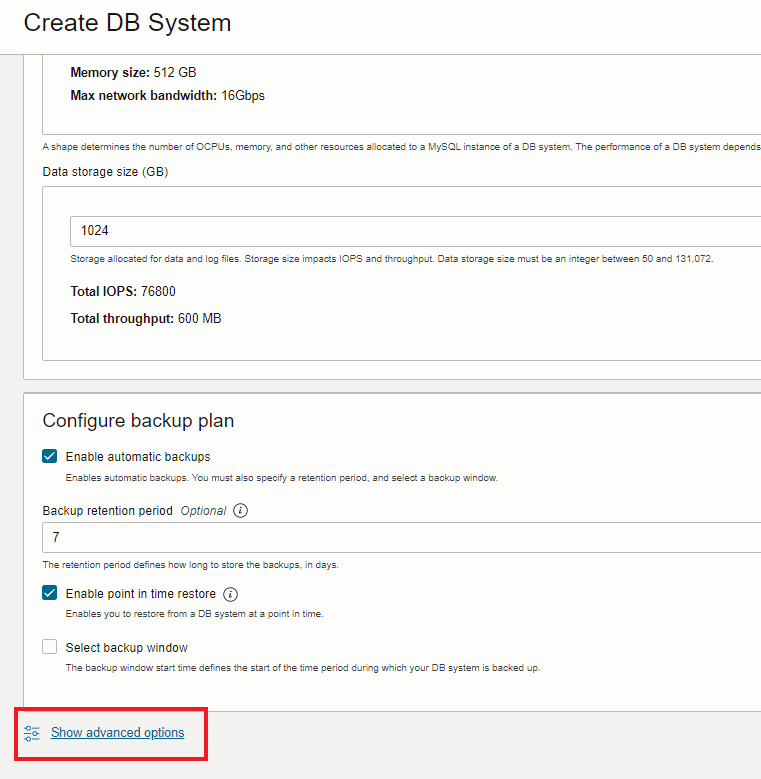 Create DB System
Memory size: 512 GB
Max network bandwidth: 16Gbps
A shape determines the number of OCPUs, memory, and other resources allocated to a MySQL instance of a DB system. The performance of a DB system depends
Data storage size (GB)
1024
Storage allocated for data and log files. Storage size impacts IOPS and throughput. Data storage size must be an integer between 50 and 131,072.
Total IOPS: 76800
Total throughput: 600 MB
Configure backup plan
Enable automatic backups
Enables automatic backups. You must also specify a retention period, and select a backup window.
Backup retention period Optional
7
The retention period defines how long to store the backups, in days.
Enable point in time restore
Enables you to restore from a DB system at a point in time.
Select backup window
The backup window start time defines the start of the time period during which your DB system is backed up.
Show advanced options